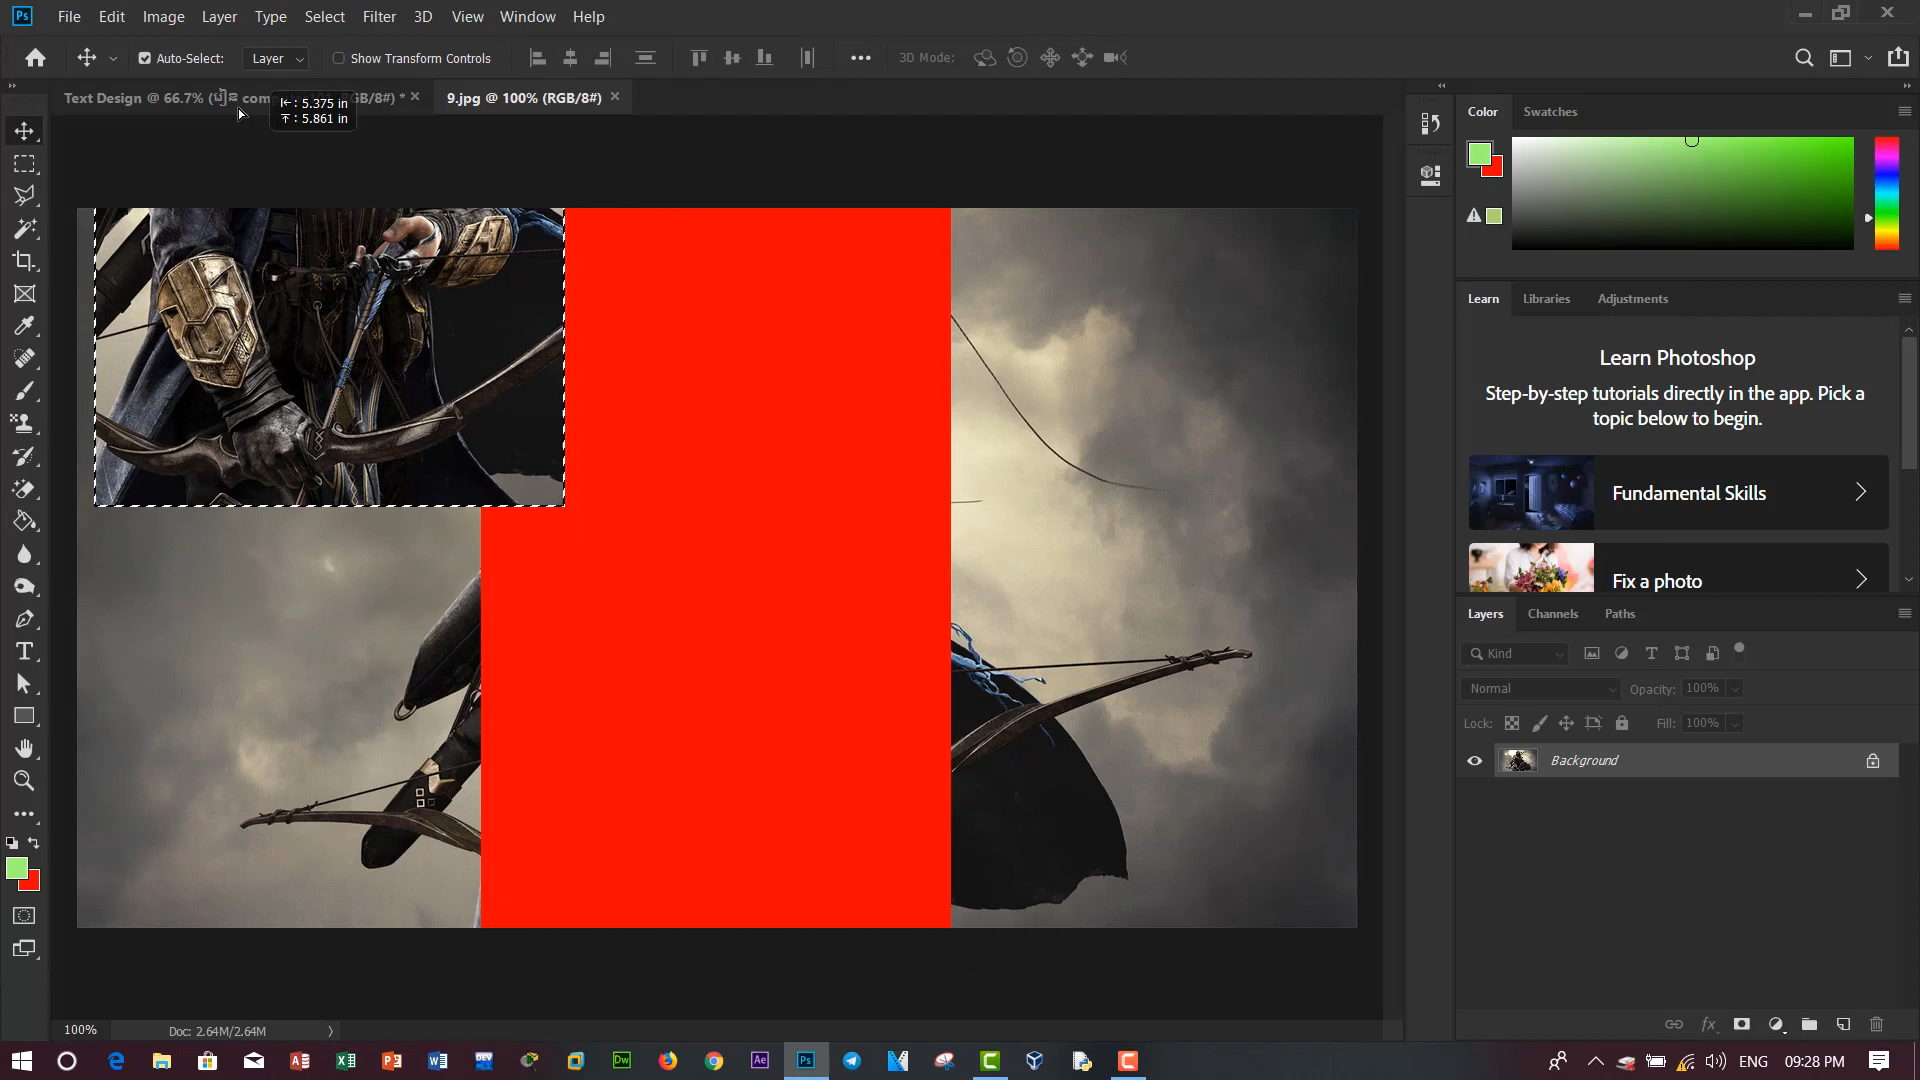 Ps File Edit Image Layer Type Select Filter 3D View Window Help
Auto-Select: Layer Show Transform Controls 3D Mode:
Text Design @ 66.7% (រៀន RGB/8#) * 9.jpg @ 100% (RGB/8#)
5.375 in
5.861 in
Color Swatches
Learn Libraries Adjustments
Learn Photoshop
Step-by-step tutorials directly in the app. Pick a
topic below to begin.
Fundamental Skills
Fix a photo
Layers Channels Paths
Kind
Normal Opacity: 100%
Lock: Fill: 100%
Background
100% Doc: 2.64M/2.64M
ENG 09:28 PM